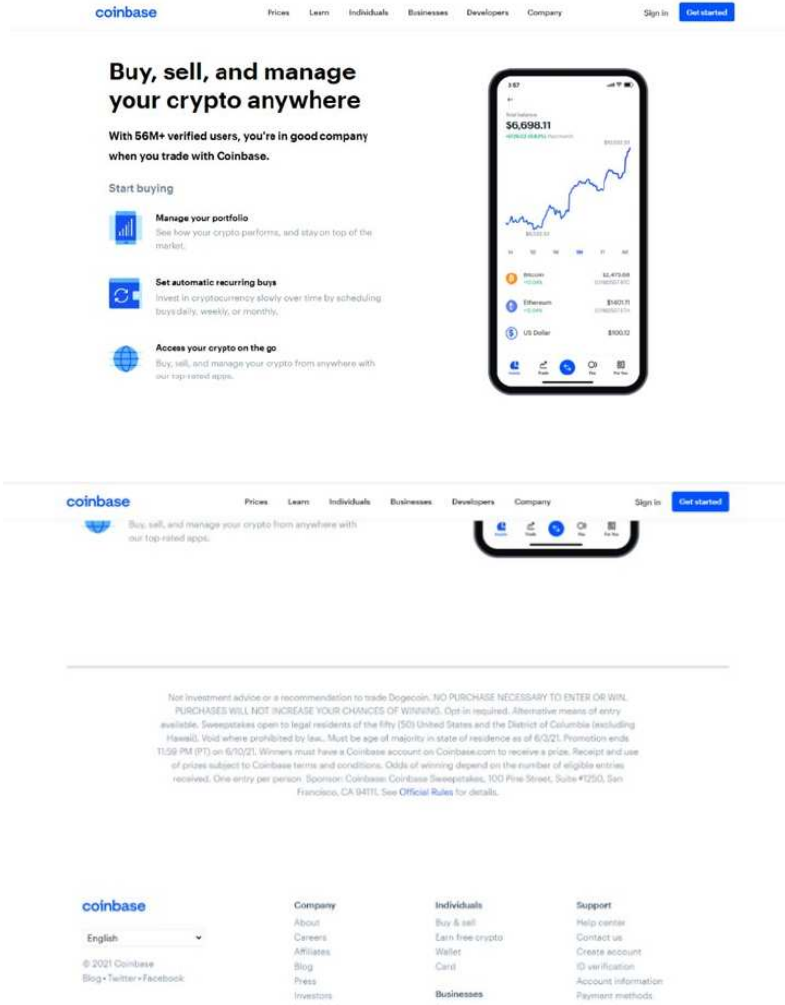 coinbase Prices Learn Individuals Businesses Developers Company Sign in Get started
Buy, sell, and manage
your crypto anywhere
With 56M+ verified users, you're in good company
when you trade with Coinbase.
Start buying
Manage your portfolio
See how your crypto performs, and stay on top of the
market.
Set automatic recurring buys
Invest in cryptocurrency slowly over time by scheduling
buys daily, weekly, or monthly.
Access your crypto on the go
Buy, sell, and manage your crypto from anywhere with
our top-rated apps.
Total balance
$6,698.11
Bitcoin
Ethereum $1401.71
US Dollar $100.12
Trade Pay For You
coinbase Prices Learn Individuals Businesses Developers Company Sign in Get started
Buy, sell, and manage your crypto from anywhere with
our top-rated apps.
Trade Pay For You
Not investment advice or a recommendation to trade Dogecoin. NO PURCHASE NECESSARY TO ENTER OR WIN.
PURCHASES WILL NOT INCREASE YOUR CHANCES OF WINNING. Opt in required. Alternative means of entry
available. Sweepstakes open to legal residents of the fifty (50) United States and the District of Columbia (excluding
Hawaii). Void where prohibited by law.. Must be age of majority in state of residence as of 6/3/21. Promotion ends
11:59 PM (PT) on 6/10/21. Winners must have a Coinbase account on Coinbase.com to receive a prize. Receipt and use
of prizes subject to Coinbase terms and conditions. Odds of winning depend on the number of eligible entries
received. One entry per person. Sponsor: Coinbase: Coinbase Sweepstakes, 100 Pine Street, Suite #1250, San
Francisco, CA 94111. See Official Rules for details.
coinbase
English
© 2021 Coinbase
Blog • Twitter • Facebook
Company
About
Careers
Affiliates
Blog
Press
Investors
Individuals
Buy & sell
Earn free crypto
Wallet
Card
Businesses
Support
Help center
Contact us
Create account
ID verification
Account information
Payment methods